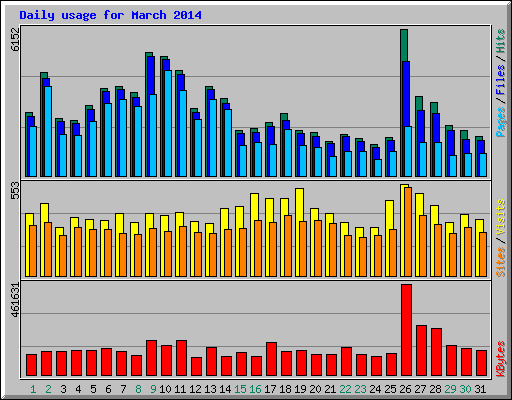 Daily usage for March 2014
6152
Pages / Files / Hits
553
Sites / Visits
461631
KBytes
1 2 3 4 5 6 7 8 9 10 11 12 13 14 15 16 17 18 19 20 21 22 23 24 25 26 27 28 29 30 31